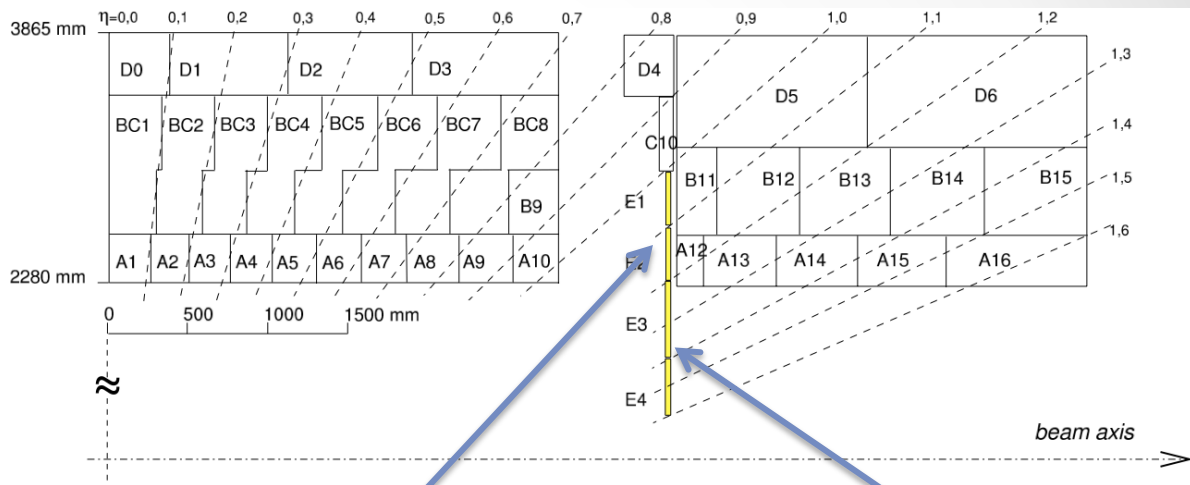 η=0,0 0,1 0,2 0,3 0,4 0,5 0,6 0,7 0,8 0,9 1,0 1,1 1,2
3865 mm
1,3
D0 D1 D2 D3 D4 D5 D6
1,4
BC1 BC2 BC3 BC4 BC5 BC6 BC7 BC8 C10
1,5
B11 B12 B13 B14 B15
E1 B9
1,6
A1 A2 A3 A4 A5 A6 A7 A8 A9 A10 A12 A13 A14 A15 A16
2280 mm
0 500 1000 1500 mm
E3
E4
beam axis